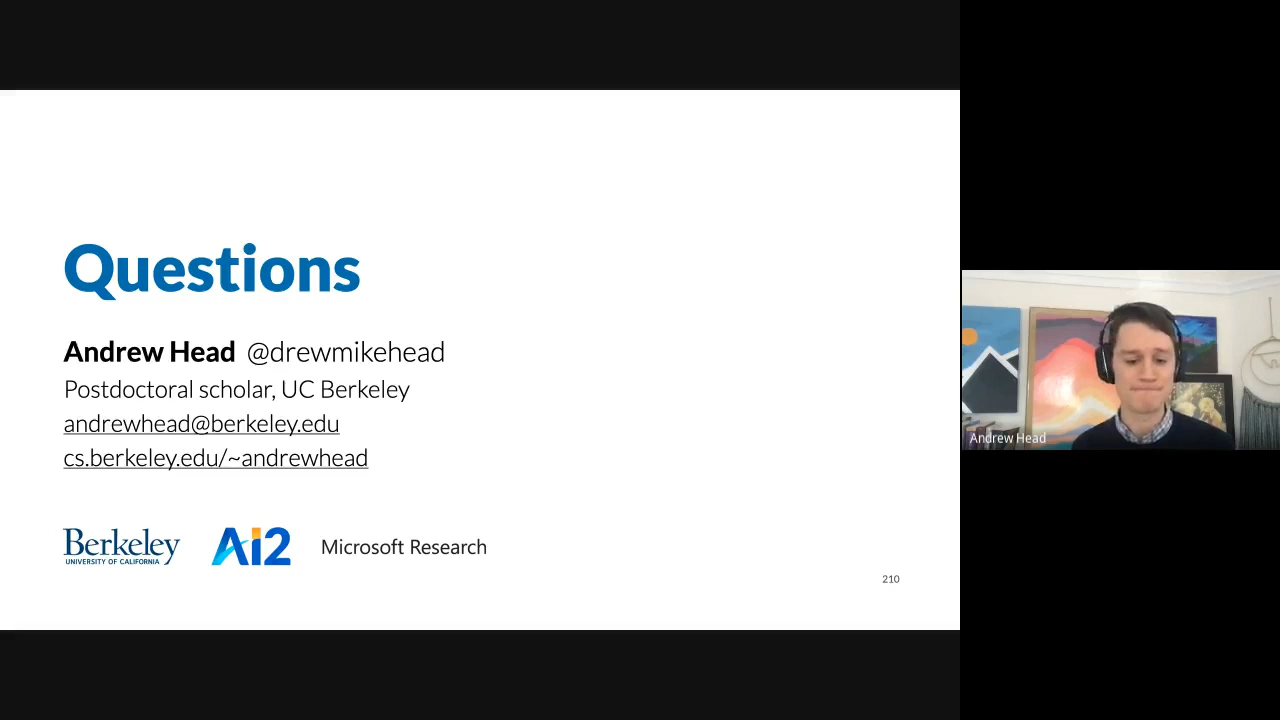 Questions
Andrew Head @drewmikehead
Postdoctoral scholar, UC Berkeley
andrewhead@berkeley.edu
cs.berkeley.edu/~andrewhead
Berkeley
UNIVERSITY OF CALIFORNIA
Ai2
Microsoft Research
210
Andrew Head